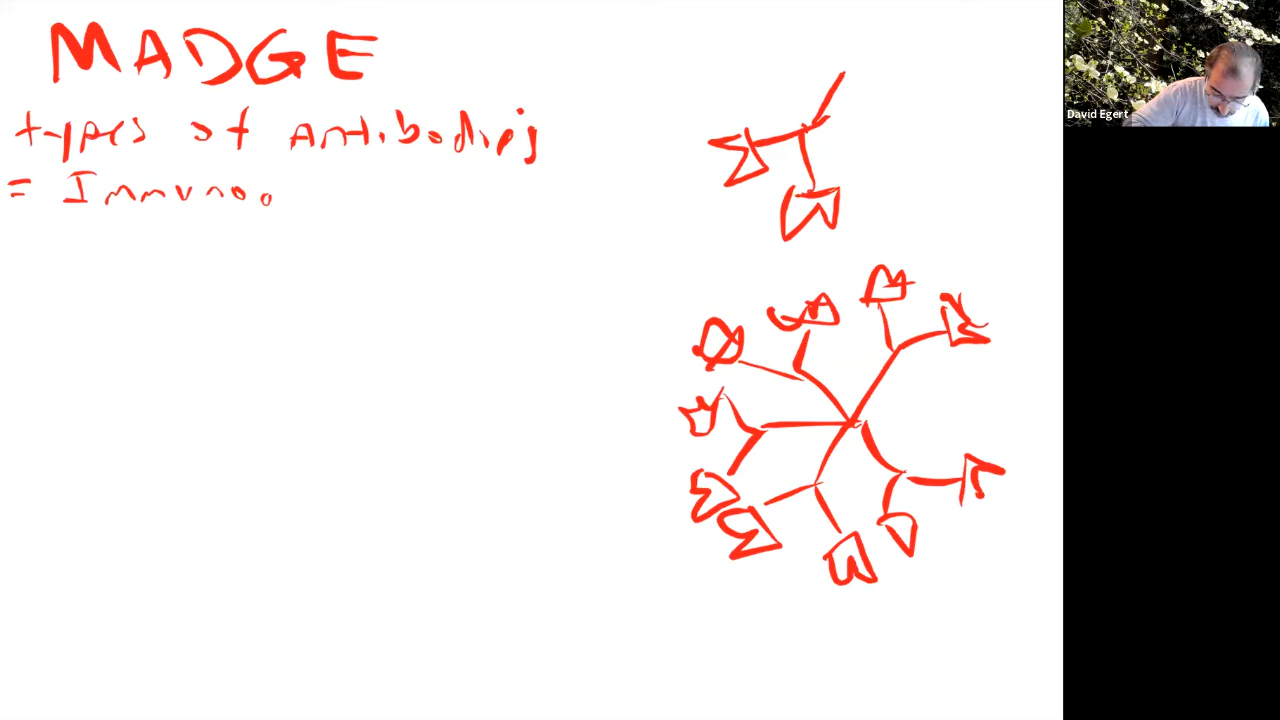 MADGE
types of antibodies
= Immuno
David Egert